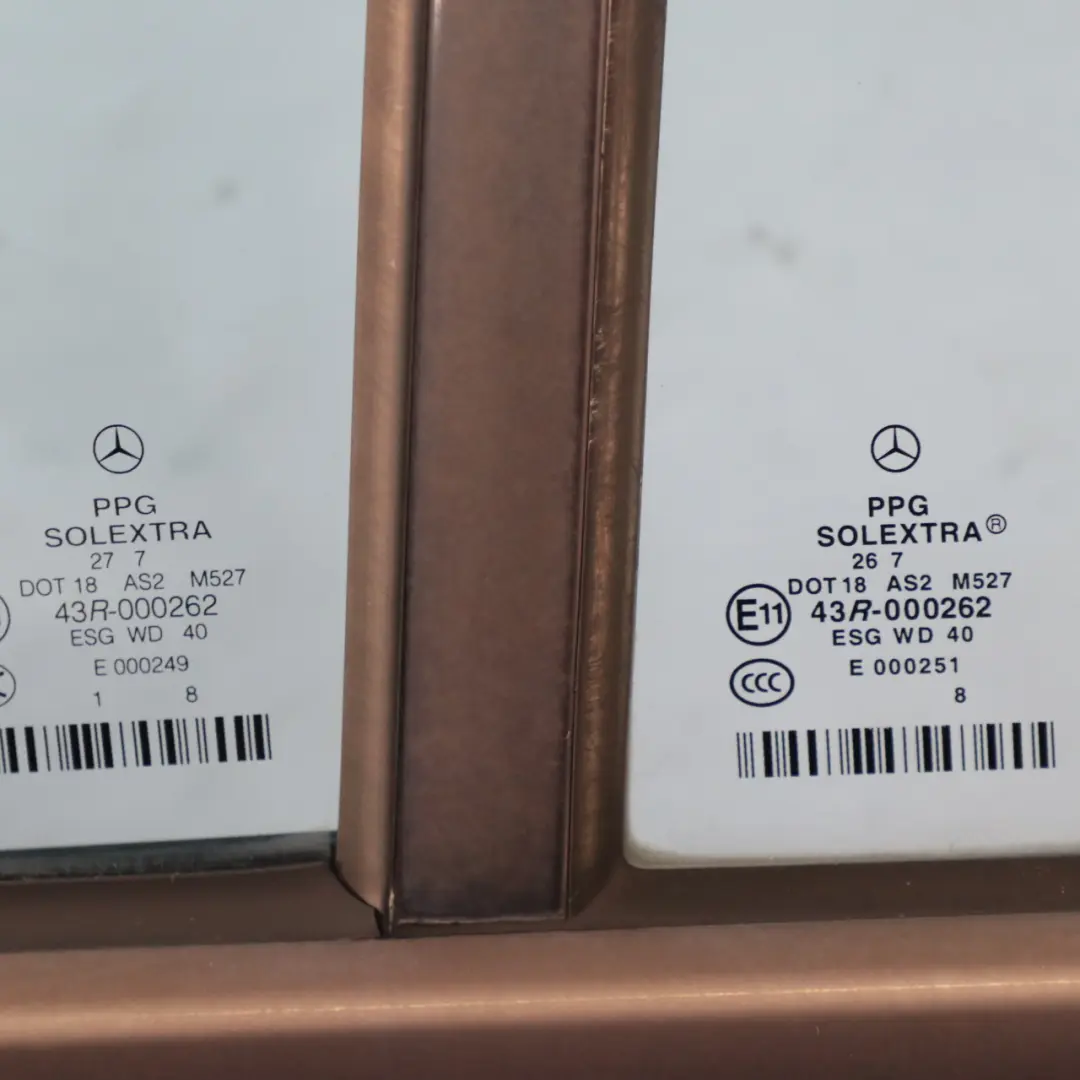 PPG
SOLEXTRA
27 7
DOT 18 AS2 M527
43R-000262
ESG WD 40
E 000249
1 8
PPG
SOLEXTRA®
26 7
DOT 18 AS2 M527
E11 43R-000262
ESG WD 40
CCC E 000251
8